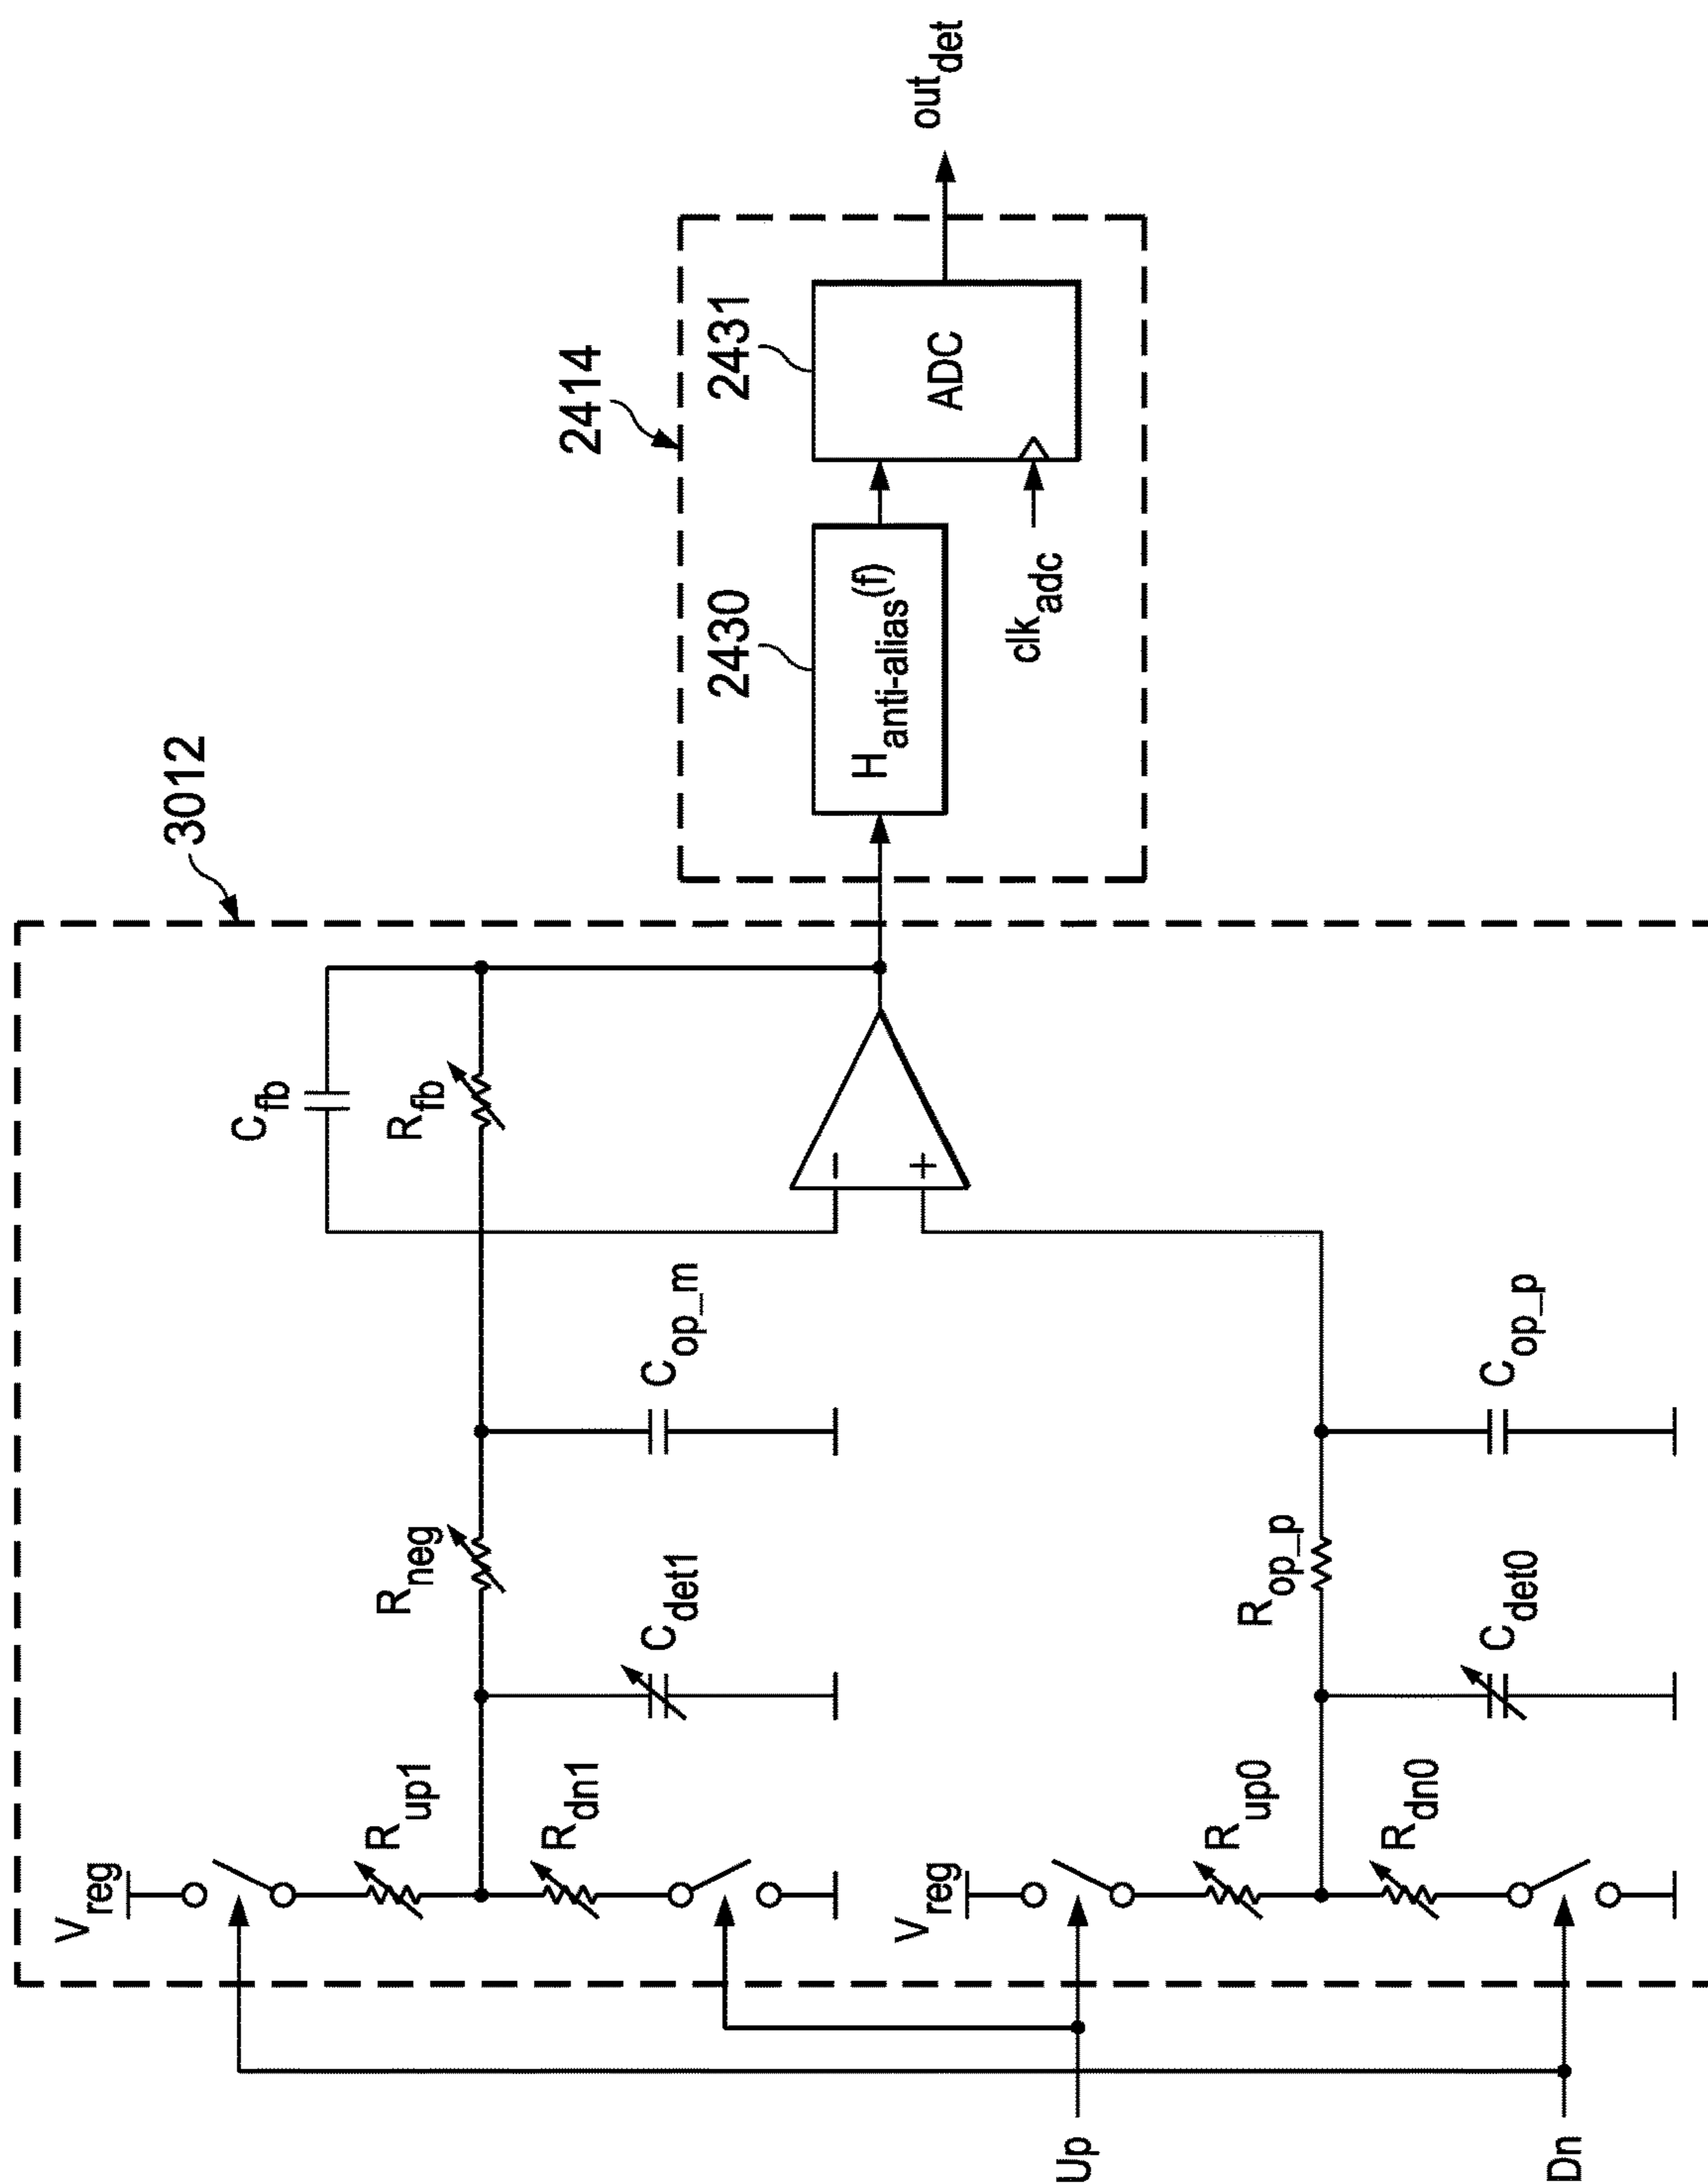 3012
2414
C_fb
R_fb
2430
2431
V_reg
R_up1
R_neg
H_anti-alias(f)
ADC
out_det
R_dn1
C_det1
C_op_m
−
+
clk_adc
V_reg
R_up0
R_op_p
R_dn0
C_det0
C_op_p
Up
Dn